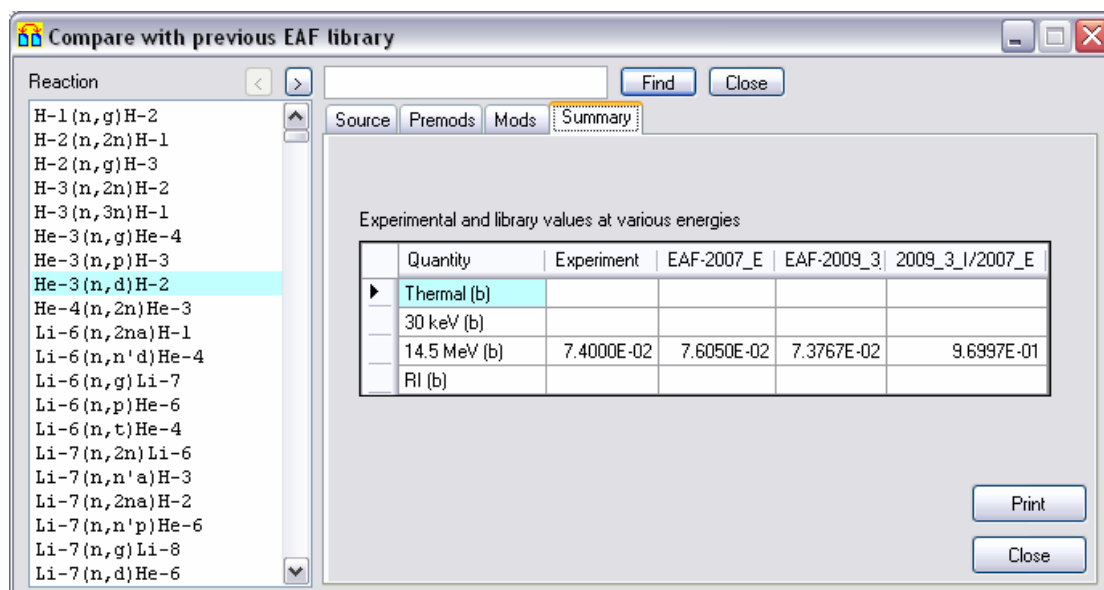 Compare with previous EAF library
Reaction
<
>
Find
Close
H-1(n,g)H-2
H-2(n,2n)H-1
H-2(n,g)H-3
H-3(n,2n)H-2
H-3(n,3n)H-1
He-3(n,g)He-4
He-3(n,p)H-3
He-3(n,d)H-2
He-4(n,2n)He-3
Li-6(n,2na)H-1
Li-6(n,n'd)He-4
Li-6(n,g)Li-7
Li-6(n,p)He-6
Li-6(n,t)He-4
Li-7(n,2n)Li-6
Li-7(n,n'a)H-3
Li-7(n,2na)H-2
Li-7(n,n'p)He-6
Li-7(n,g)Li-8
Li-7(n,d)He-6
Source Premods Mods Summary
Experimental and library values at various energies
Quantity Experiment EAF-2007_E EAF-2009_3 2009_3_I/2007_E
Thermal (b)
30 keV (b)
14.5 MeV (b) 7.4000E-02 7.6050E-02 7.3767E-02 9.6997E-01
RI (b)
Print
Close